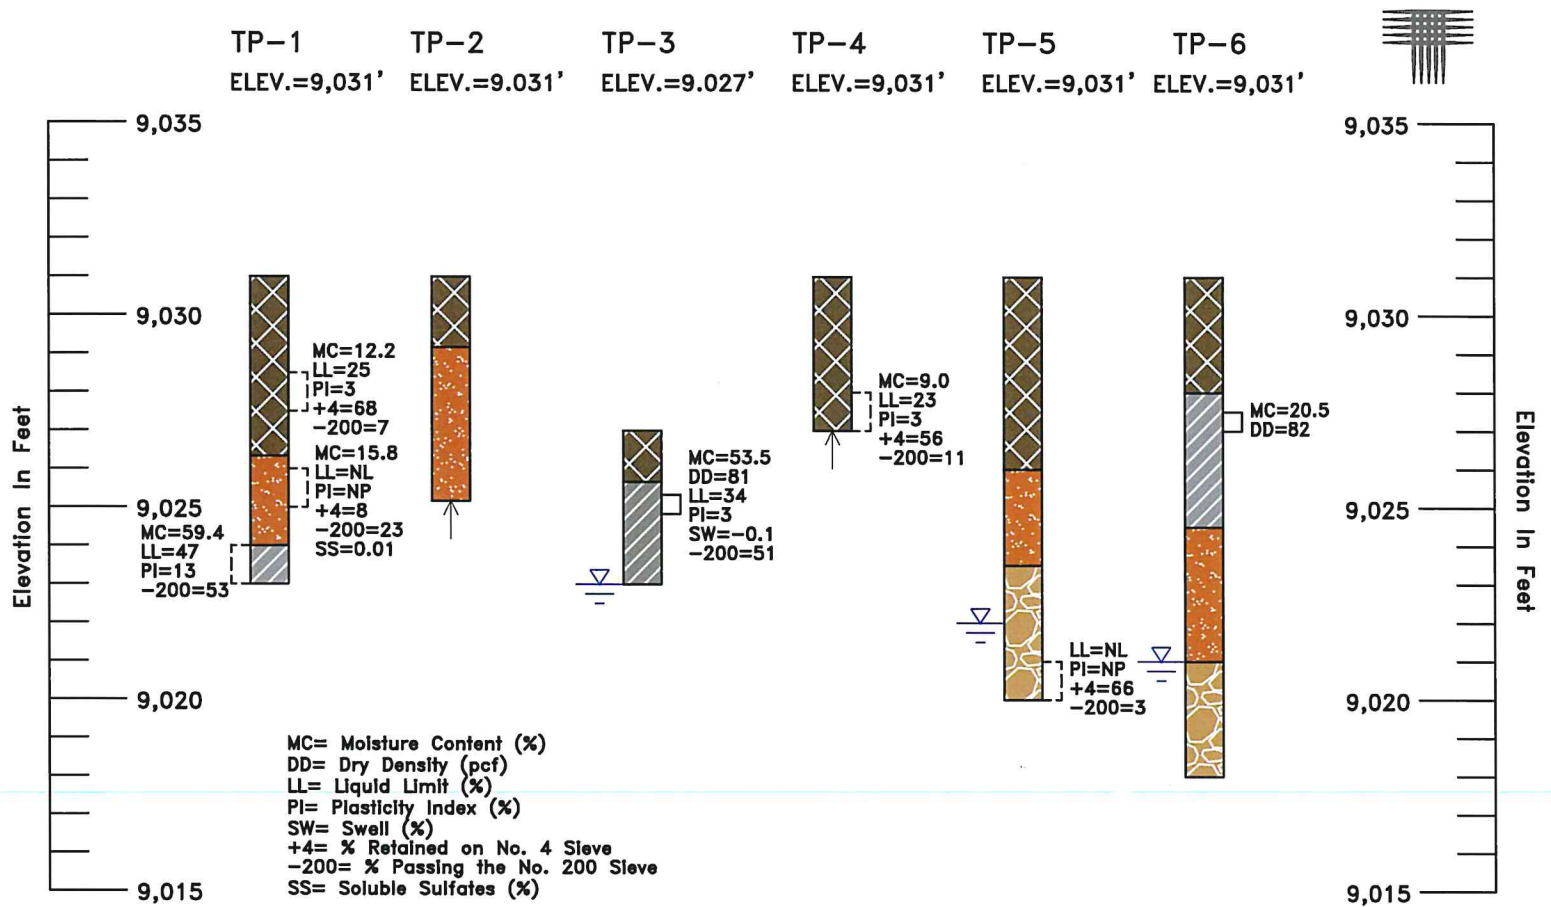 TP-1
ELEV.=9,031'
TP-2
ELEV.=9.031'
TP-3
ELEV.=9.027'
TP-4
ELEV.=9,031'
TP-5
ELEV.=9,031'
TP-6
ELEV.=9,031'
9,035
9,030
9,025
9,020
9,015
Elevation In Feet
MC=12.2
LL=25
PI=3
+4=68
-200=7
MC=15.8
LL=NL
PI=NP
+4=8
-200=23
SS=0.01
MC=59.4
LL=47
PI=13
-200=53
MC=53.5
DD=81
LL=34
PI=3
SW=-0.1
-200=51
MC=9.0
LL=23
PI=3
+4=56
-200=11
LL=NL
PI=NP
+4=66
-200=3
MC=20.5
DD=82
9,035
9,030
9,025
9,020
9,015
Elevation In Feet
MC= Moisture Content (%)
DD= Dry Density (pcf)
LL= Liquid Limit (%)
PI= Plasticity Index (%)
SW= Swell (%)
+4= % Retained on No. 4 Sieve
-200= % Passing the No. 200 Sieve
SS= Soluble Sulfates (%)